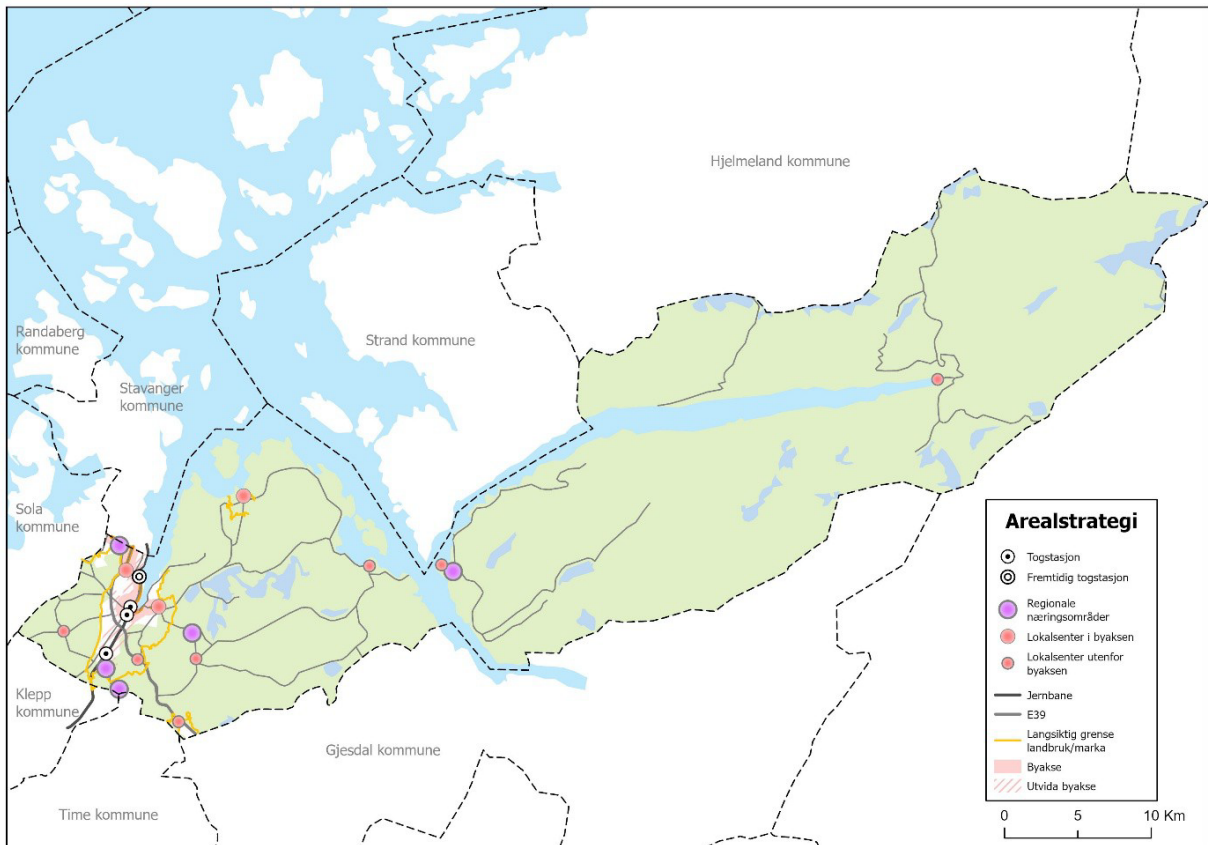 Hjelmeland kommune
Randaberg
kommune
Strand kommune
Stavanger
kommune
Sola
kommune
Klepp
kommune
Gjesdal kommune
Time kommune
Arealstrategi
Togstasjon
Fremtidig togstasjon
Regionale
næringsområder
Lokalsenter i byaksen
Lokalsenter utenfor
byaksen
Jernbane
E39
Langsiktig grense
landbruk/marka
Byakse
Utvida byakse
0 5 10 Km